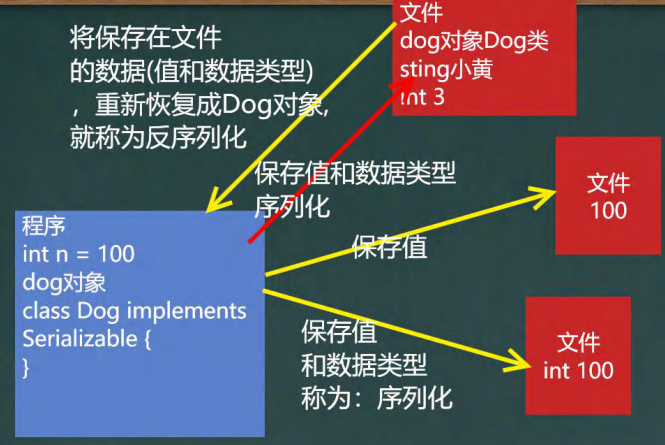 将保存在文件
的数据(值和数据类型)
，重新恢复成Dog对象,
就称为反序列化
文件
dog对象Dog类
sting小黄
int 3
保存值和数据类型
序列化
文件
100
程序
int n = 100
dog对象
class Dog implements
Serializable {
}
保存值
保存值
和数据类型
称为：序列化
文件
int 100